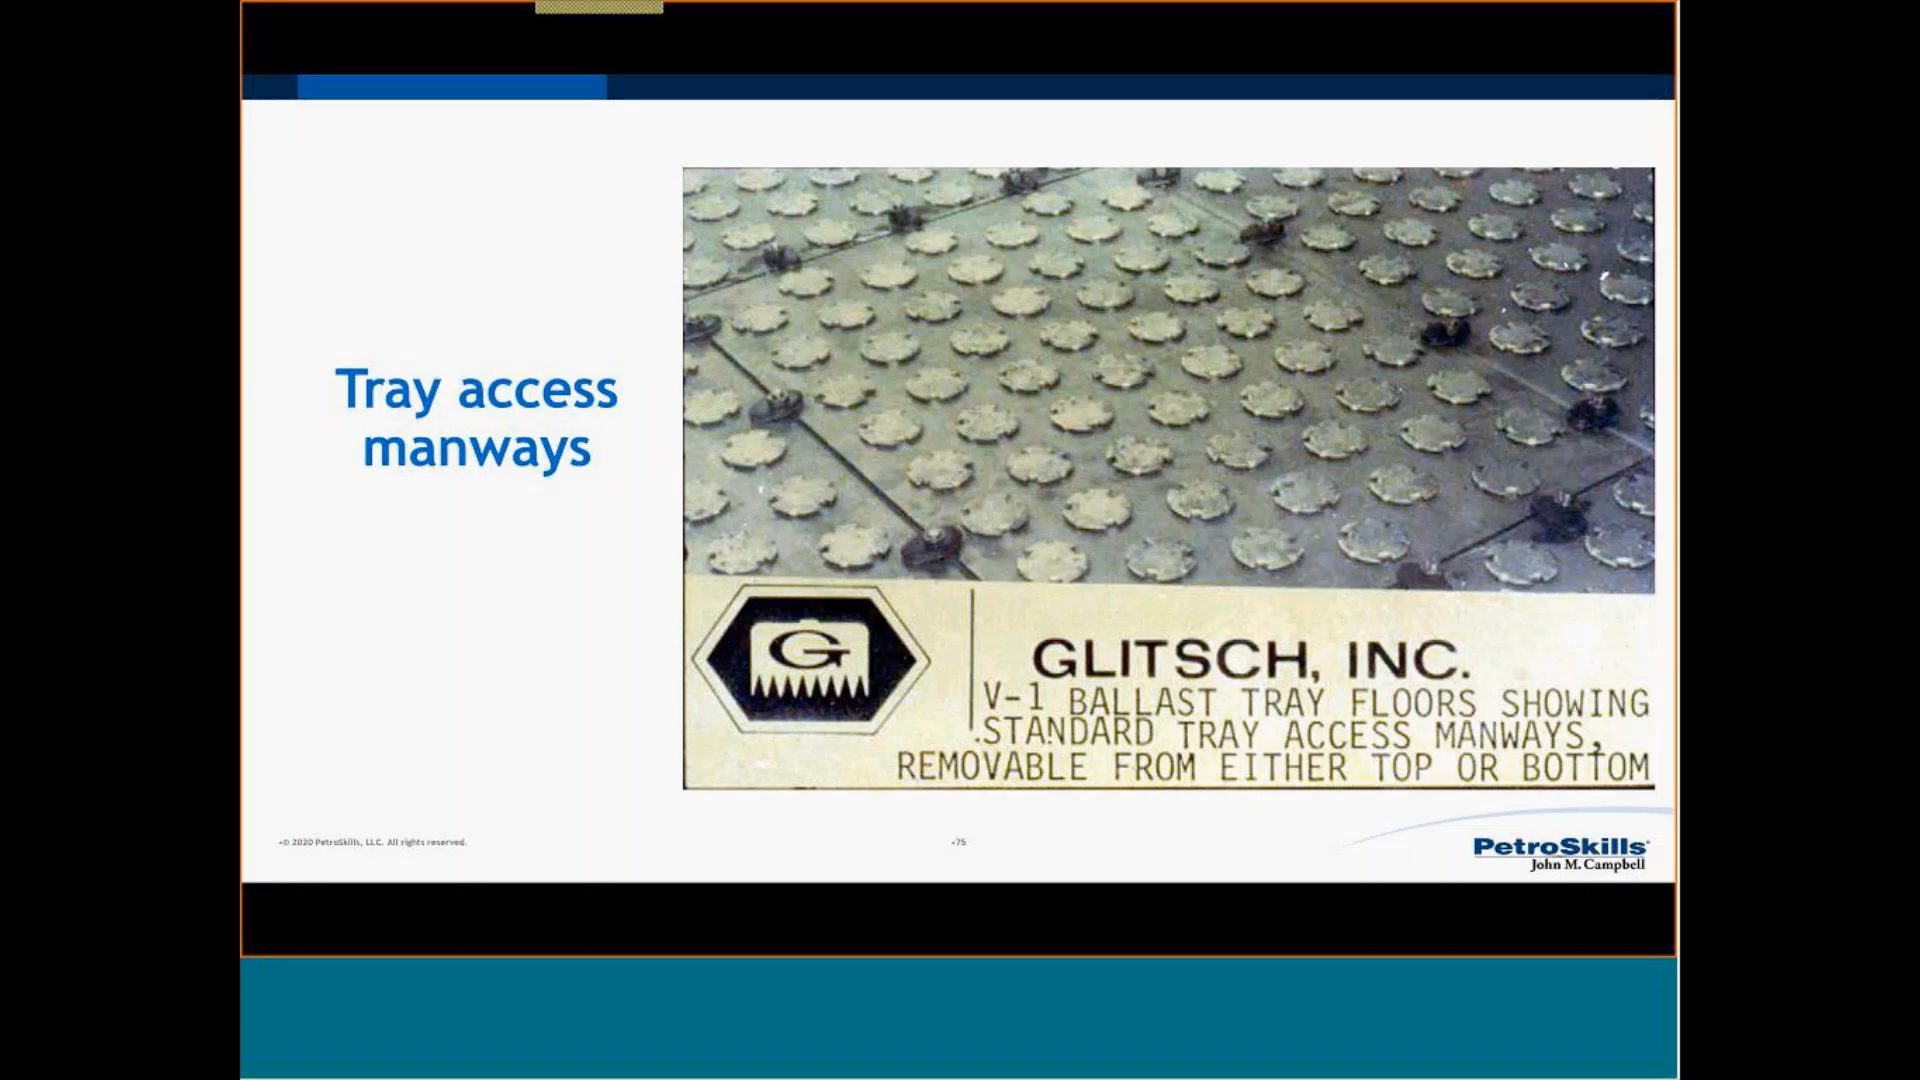 Tray access
manways
G
GLITSCH, INC.
V-1 BALLAST TRAY FLOORS SHOWING
.STANDARD TRAY ACCESS MANWAYS,
REMOVABLE FROM EITHER TOP OR BOTTOM
•© 2020 PetroSkills, LLC. All rights reserved.
•75
PetroSkills
John M. Campbell